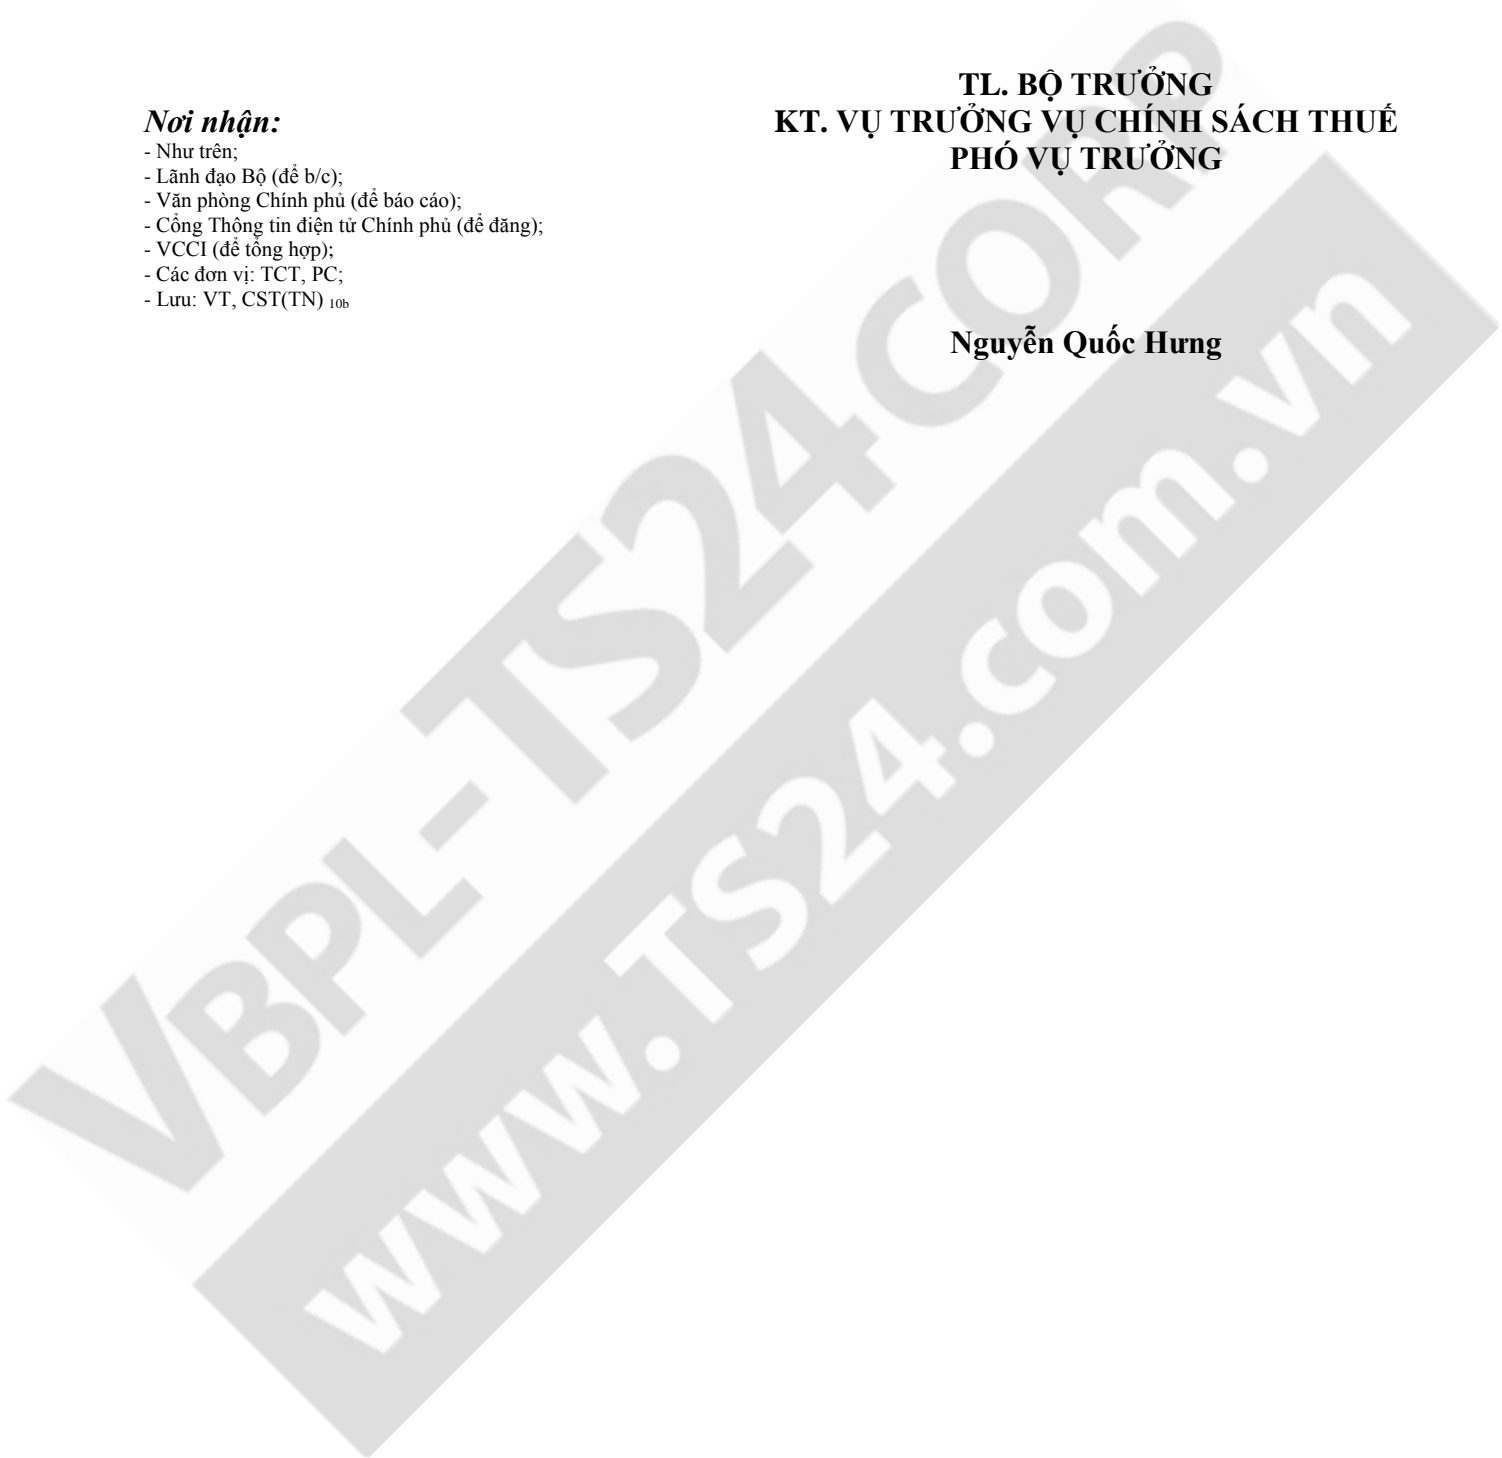 TL. BỘ TRƯỞNG
KT. VỤ TRƯỞNG VỤ CHÍNH SÁCH THUẾ
PHÓ VỤ TRƯỞNG
Nơi nhận:
- Như trên;
- Lãnh đạo Bộ (để b/c);
- Văn phòng Chính phủ (để báo cáo);
- Cổng Thông tin điện tử Chính phủ (để đăng);
- VCCI (để tổng hợp);
- Các đơn vị: TCT, PC;
- Lưu: VT, CST(TN) 10b
Nguyễn Quốc Hưng
VBPL-TS24CORP
www.TS24.com.vn